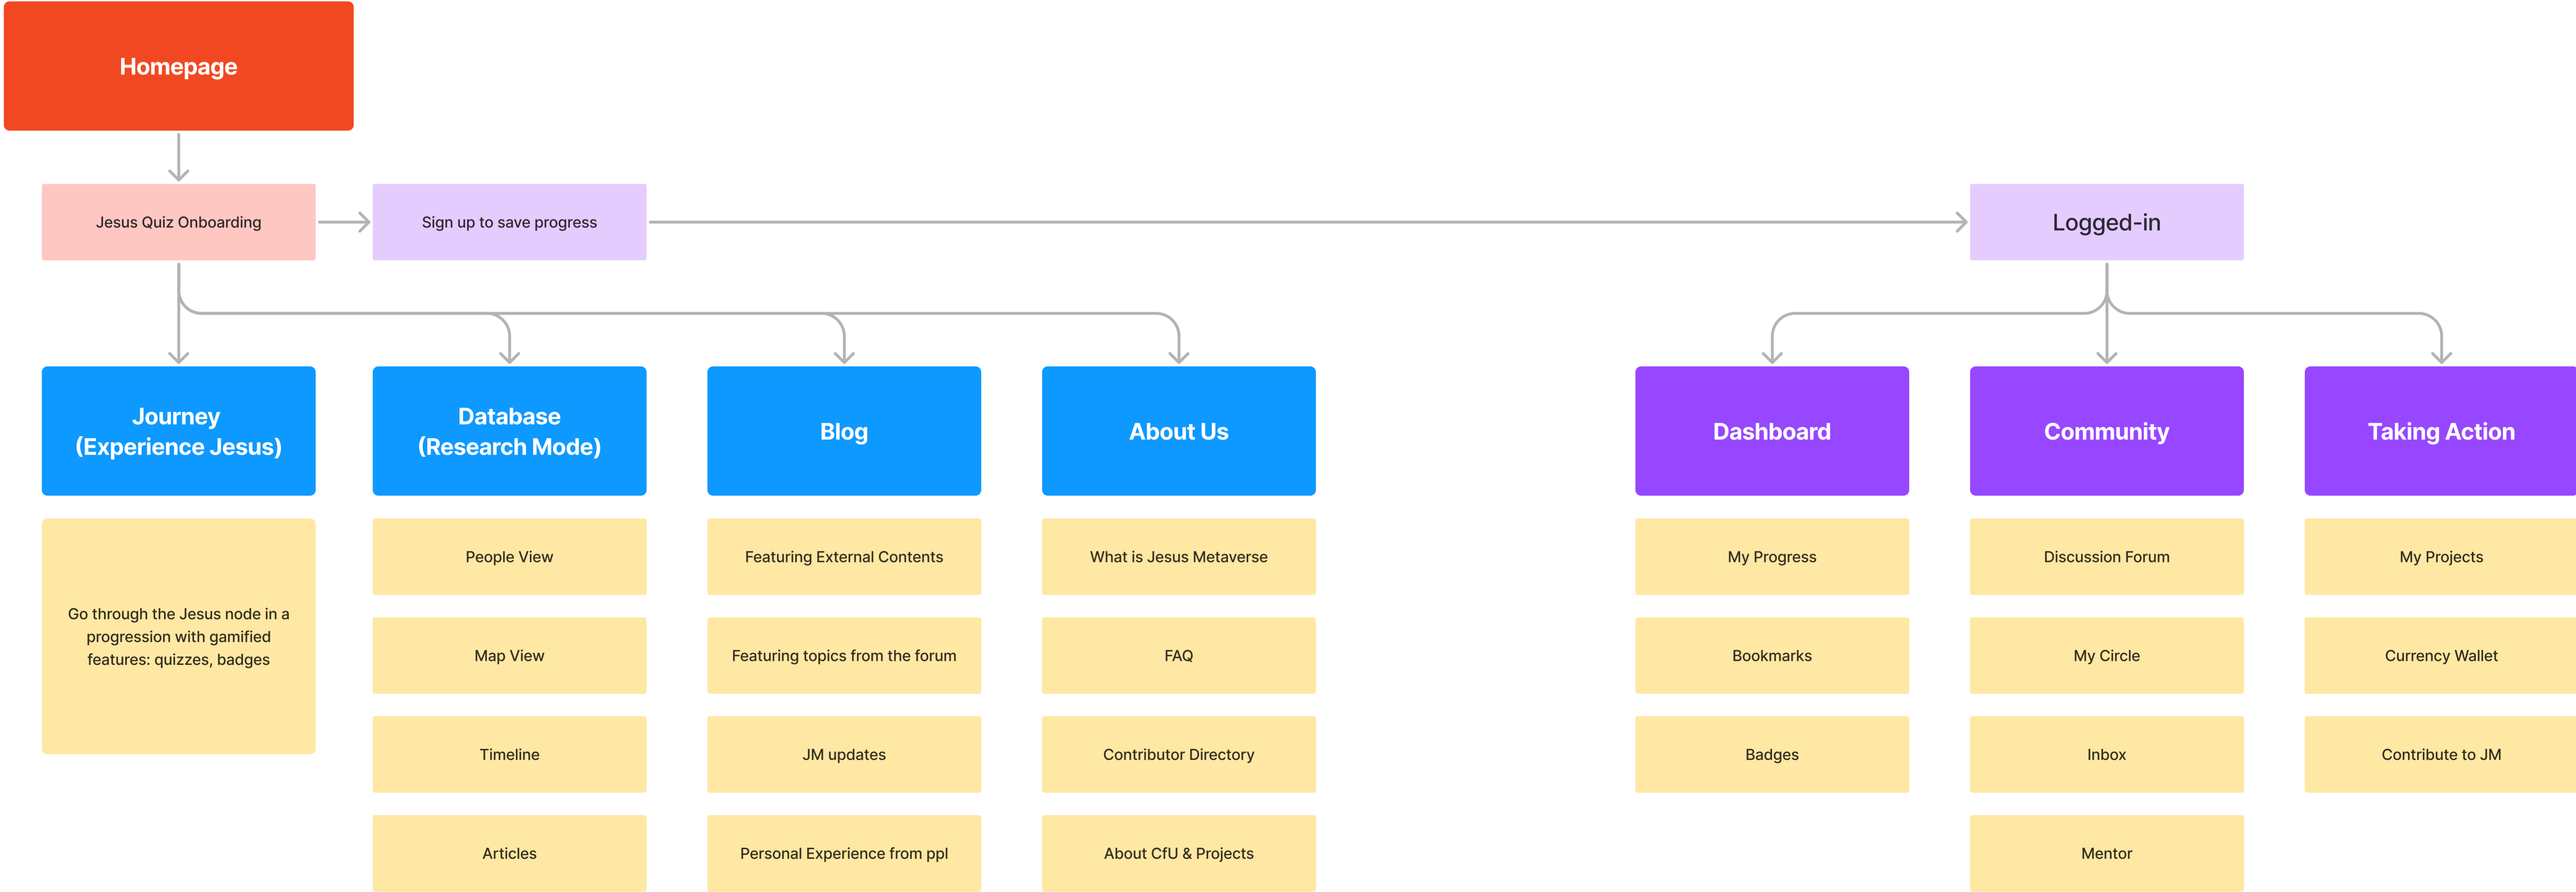 Homepage
Jesus Quiz Onboarding
Sign up to save progress
Logged-in
Journey
(Experience Jesus)
Database
(Research Mode)
Blog
About Us
Dashboard
Community
Taking Action
Go through the Jesus node in a
progression with gamified
features: quizzes, badges
People View
Map View
Timeline
Articles
Featuring External Contents
Featuring topics from the forum
JM updates
Personal Experience from ppl
What is Jesus Metaverse
FAQ
Contributor Directory
About CfU & Projects
My Progress
Bookmarks
Badges
Discussion Forum
My Circle
Inbox
Mentor
My Projects
Currency Wallet
Contribute to JM